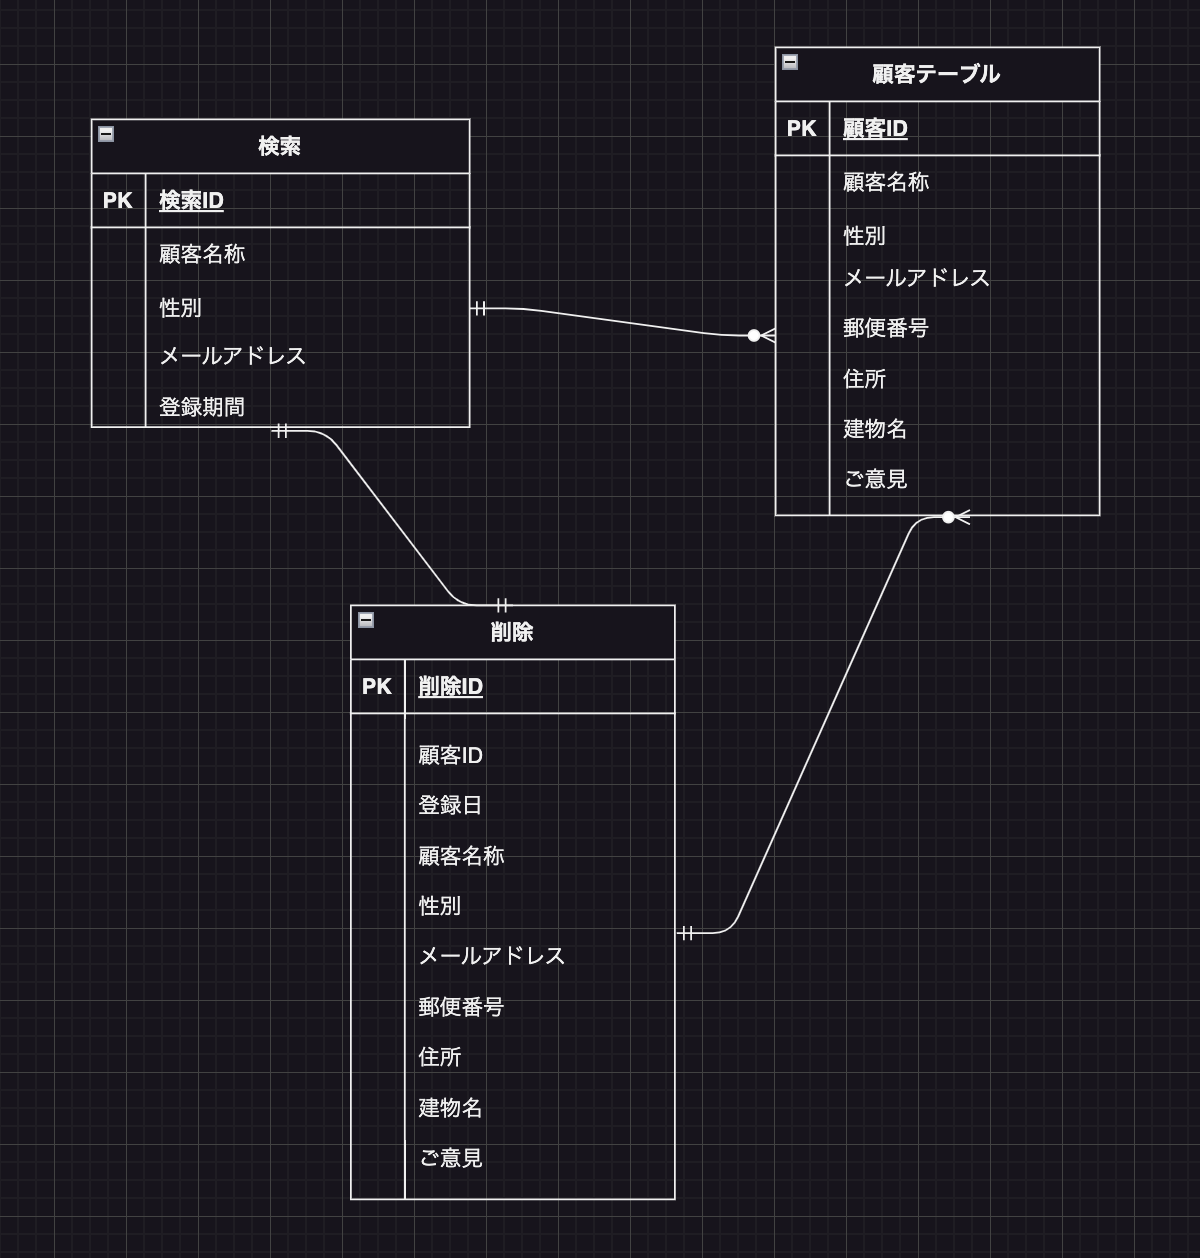 検索
PK 検索ID
顧客名称
性別
メールアドレス
登録期間
顧客テーブル
PK 顧客ID
顧客名称
性別
メールアドレス
郵便番号
住所
建物名
ご意見
削除
PK 削除ID
顧客ID
登録日
顧客名称
性別
メールアドレス
郵便番号
住所
建物名
ご意見